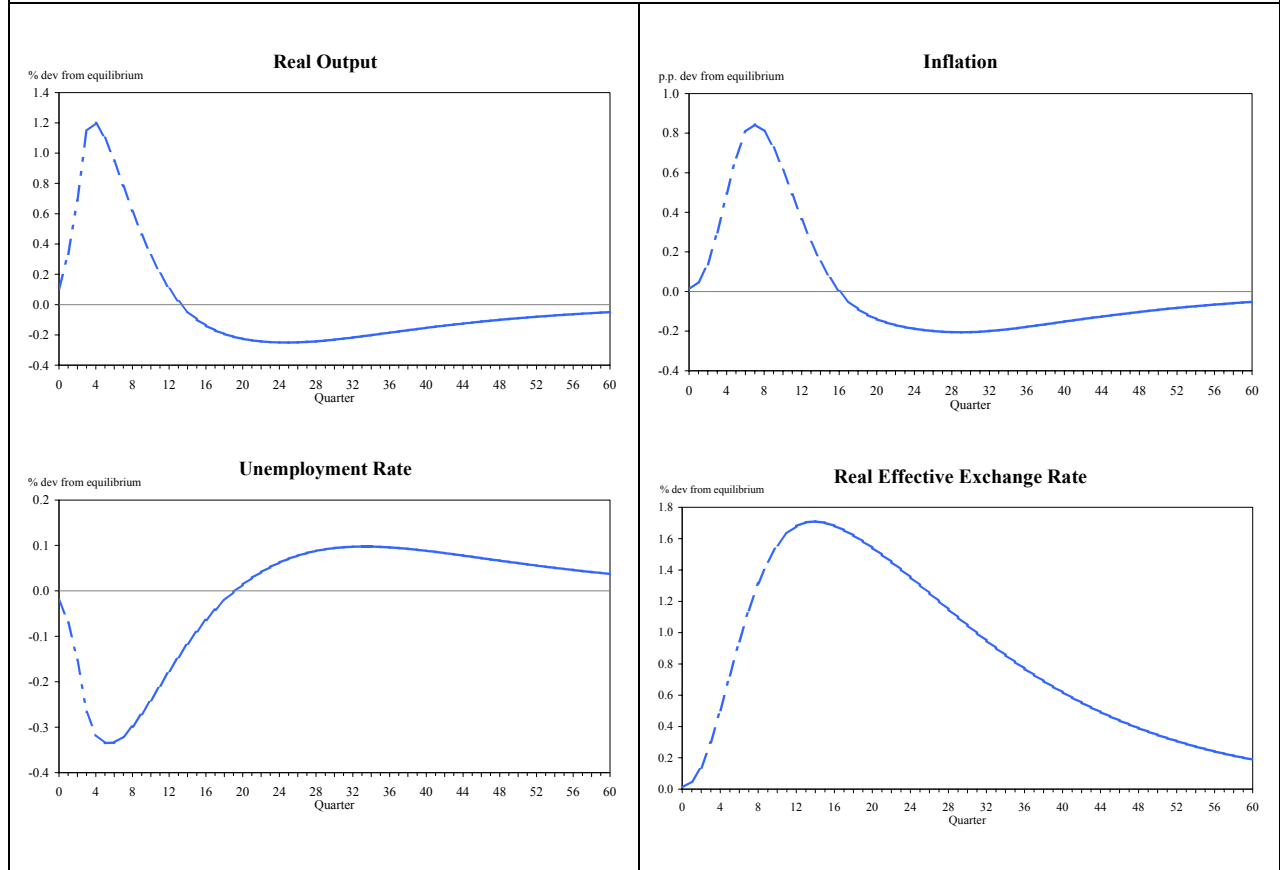 Real Output
% dev from equilibrium
1.4
1.2
1.0
0.8
0.6
0.4
0.2
0.0
-0.2
-0.4
0 4 8 12 16 20 24 28 32 36 40 44 48 52 56 60
Quarter
Inflation
p.p. dev from equilibrium
1.0
0.8
0.6
0.4
0.2
0.0
-0.2
-0.4
0 4 8 12 16 20 24 28 32 36 40 44 48 52 56 60
Quarter
Unemployment Rate
% dev from equilibrium
0.2
0.1
0.0
-0.1
-0.2
-0.3
-0.4
0 4 8 12 16 20 24 28 32 36 40 44 48 52 56 60
Quarter
Real Effective Exchange Rate
% dev from equilibrium
1.8
1.6
1.4
1.2
1.0
0.8
0.6
0.4
0.2
0.0
0 4 8 12 16 20 24 28 32 36 40 44 48 52 56 60
Quarter